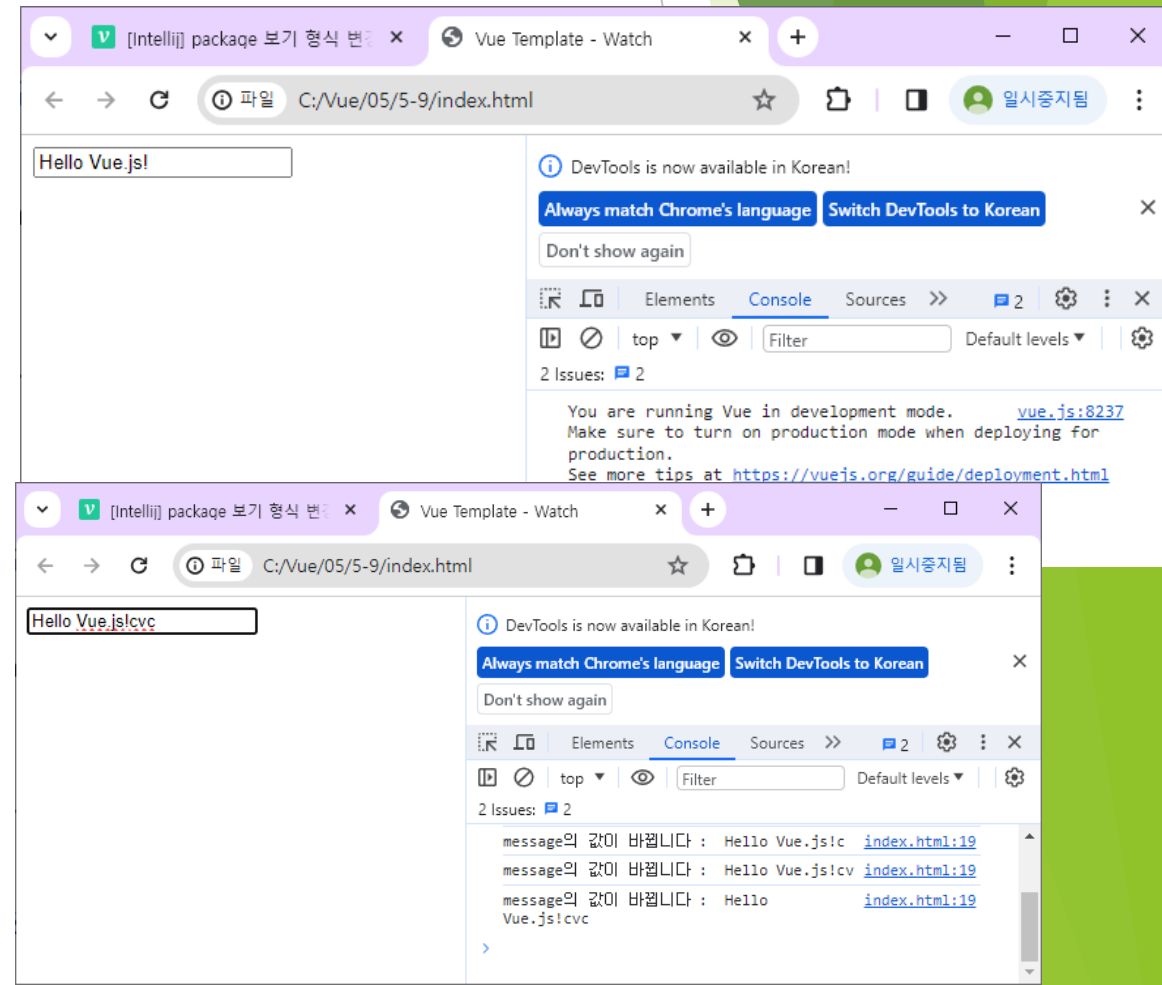 [Intellij] package 보기 형식 변경
Vue Template - Watch
파일
C:/Vue/05/5-9/index.html
일시중지됨
Hello Vue.js!
DevTools is now available in Korean!
Always match Chrome's language
Switch DevTools to Korean
Don't show again
Elements Console Sources 2
top Filter Default levels
2 Issues: 2
You are running Vue in development mode. vue.js:8237
Make sure to turn on production mode when deploying for
production.
See more tips at https://vuejs.org/guide/deployment.html
[Intellij] package 보기 형식 변경
Vue Template - Watch
파일
C:/Vue/05/5-9/index.html
일시중지됨
Hello Vue.js!cvc
DevTools is now available in Korean!
Always match Chrome's language
Switch DevTools to Korean
Don't show again
Elements Console Sources 2
top Filter Default levels
2 Issues: 2
message의 값이 바뀝니다 : Hello Vue.js!c index.html:19
message의 값이 바뀝니다 : Hello Vue.js!cv index.html:19
message의 값이 바뀝니다 : Hello index.html:19
Vue.js!cvc